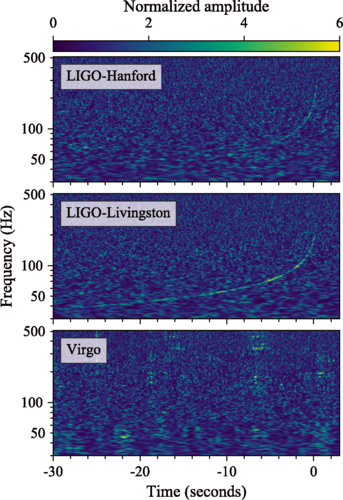 Normalized amplitude
0 2 4 6
500
LIGO-Hanford
100
50
500
LIGO-Livingston
100
50
Frequency (Hz)
500
Virgo
100
50
-30 -20 -10 0
Time (seconds)